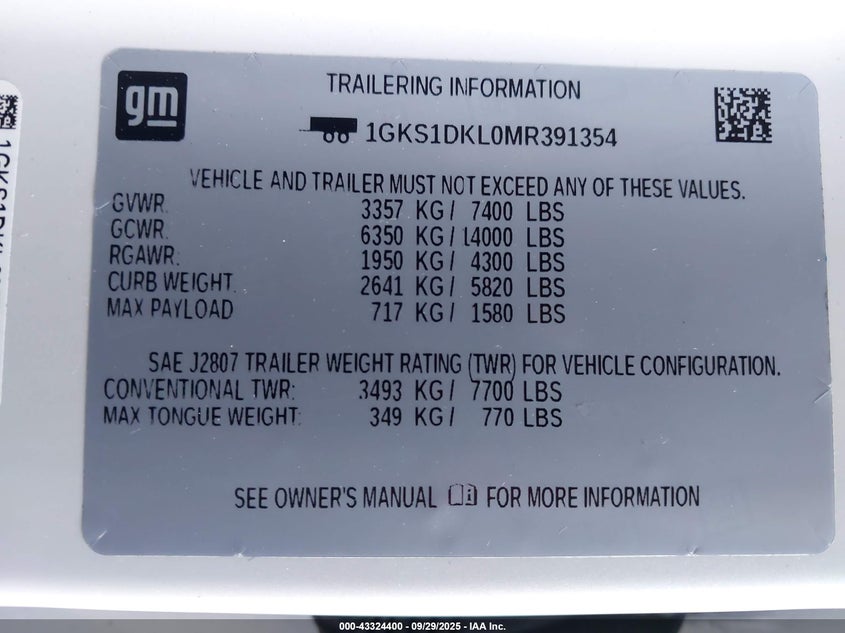 gm
TRAILERING INFORMATION
1GKS1DKL0MR391354
VEHICLE AND TRAILER MUST NOT EXCEED ANY OF THESE VALUES.
GVWR: 3357 KG / 7400 LBS
GCWR: 6350 KG / 14000 LBS
RGAWR: 1950 KG / 4300 LBS
CURB WEIGHT: 2641 KG / 5820 LBS
MAX PAYLOAD 717 KG / 1580 LBS
SAE J2807 TRAILER WEIGHT RATING (TWR) FOR VEHICLE CONFIGURATION.
CONVENTIONAL TWR: 3493 KG / 7700 LBS
MAX TONGUE WEIGHT: 349 KG / 770 LBS
SEE OWNER'S MANUAL FOR MORE INFORMATION
000-43324400 - 09/29/2025 - IAA Inc.